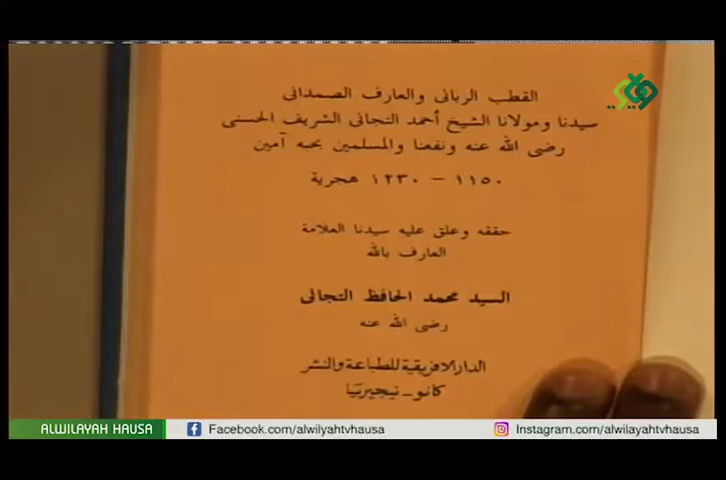 القطب الربانى والعارف الصمدانى
سيدنا ومولانا الشيخ أحمد التجانى الشريف الحسنى
رضى الله عنه ونفعنا والمسلمين بحبه آمين
١١٥٠ – ١٢٣٠ هجرية
حققه وعلق عليه سيدنا العلامة
العارف بالله
السيد محمد الحافظ التجانى
رضى الله عنه
الدار الافريقية للطباعة والنشر
كانو - نيجيريا
ALWILAYAH HAUSA
Facebook.com/alwilyahtvhausa
Instagram.com/alwilayahtvhausa